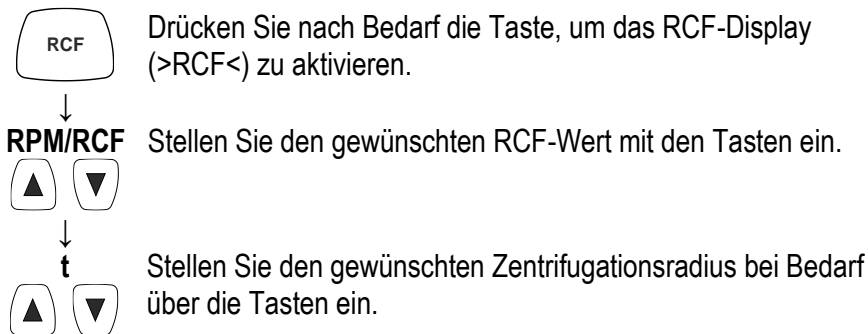 RCF
Drücken Sie nach Bedarf die Taste, um das RCF-Display
(>RCF<) zu aktivieren.
↓
RPM/RCF Stellen Sie den gewünschten RCF-Wert mit den Tasten ein.
▲ ▼
↓
t Stellen Sie den gewünschten Zentrifugationsradius bei Bedarf
▲ ▼ über die Tasten ein.